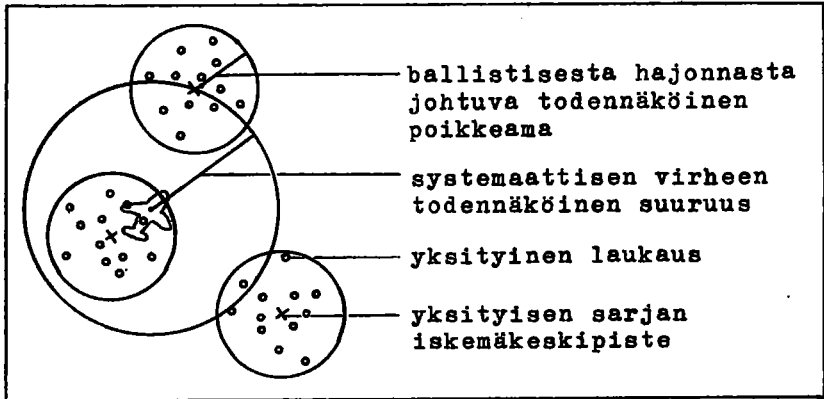 ballistisesta hajonnasta
johtuva todennäköinen
poikkeama
systemaattisen virheen
todennäköinen suuruus
yksityinen laukaus
yksityisen sarjan
iskemäkeskipiste